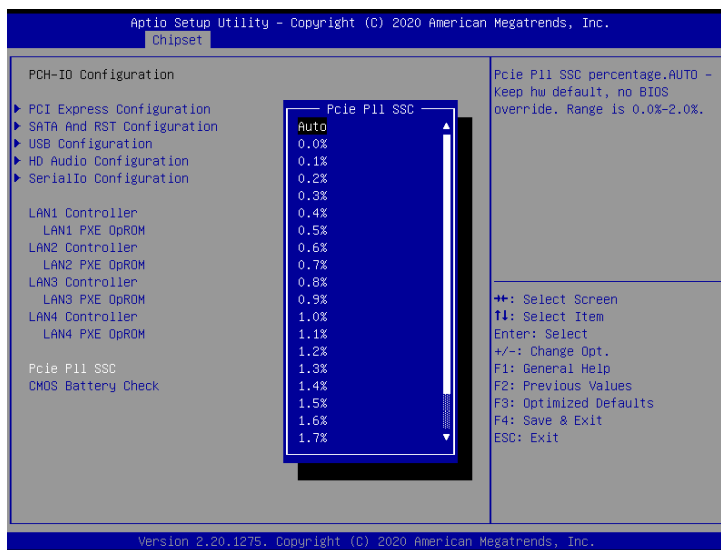 Aptio Setup Utility – Copyright (C) 2020 American Megatrends, Inc.
Chipset
PCH-IO Configuration
PCI Express Configuration
SATA And RST Configuration
USB Configuration
HD Audio Configuration
SerialIo Configuration
LAN1 Controller
LAN1 PXE OpROM
LAN2 Controller
LAN2 PXE OpROM
LAN3 Controller
LAN3 PXE OpROM
LAN4 Controller
LAN4 PXE OpROM
Pcie Pll SSC
CMOS Battery Check
Pcie Pll SSC
Auto
0.0%
0.1%
0.2%
0.3%
0.4%
0.5%
0.6%
0.7%
0.8%
0.9%
1.0%
1.1%
1.2%
1.3%
1.4%
1.5%
1.6%
1.7%
Pcie Pll SSC percentage.AUTO –
Keep hw default, no BIOS
override. Range is 0.0%-2.0%.
→←: Select Screen
↑↓: Select Item
Enter: Select
+/-: Change Opt.
F1: General Help
F2: Previous Values
F3: Optimized Defaults
F4: Save & Exit
ESC: Exit
Version 2.20.1275. Copyright (C) 2020 American Megatrends, Inc.